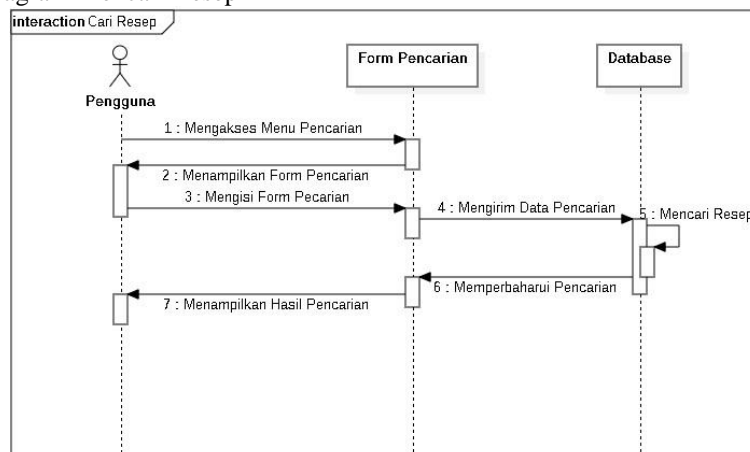 interaction Cari Resep
Form Pencarian
Database
Pengguna
1 : Mengakses Menu Pencarian
2 : Menampilkan Form Pencarian
3 : Mengisi Form Pecarian
4 : Mengirim Data Pencarian
5 : Mencari Resep
6 : Memperbaharui Pencarian
7 : Menampilkan Hasil Pencarian